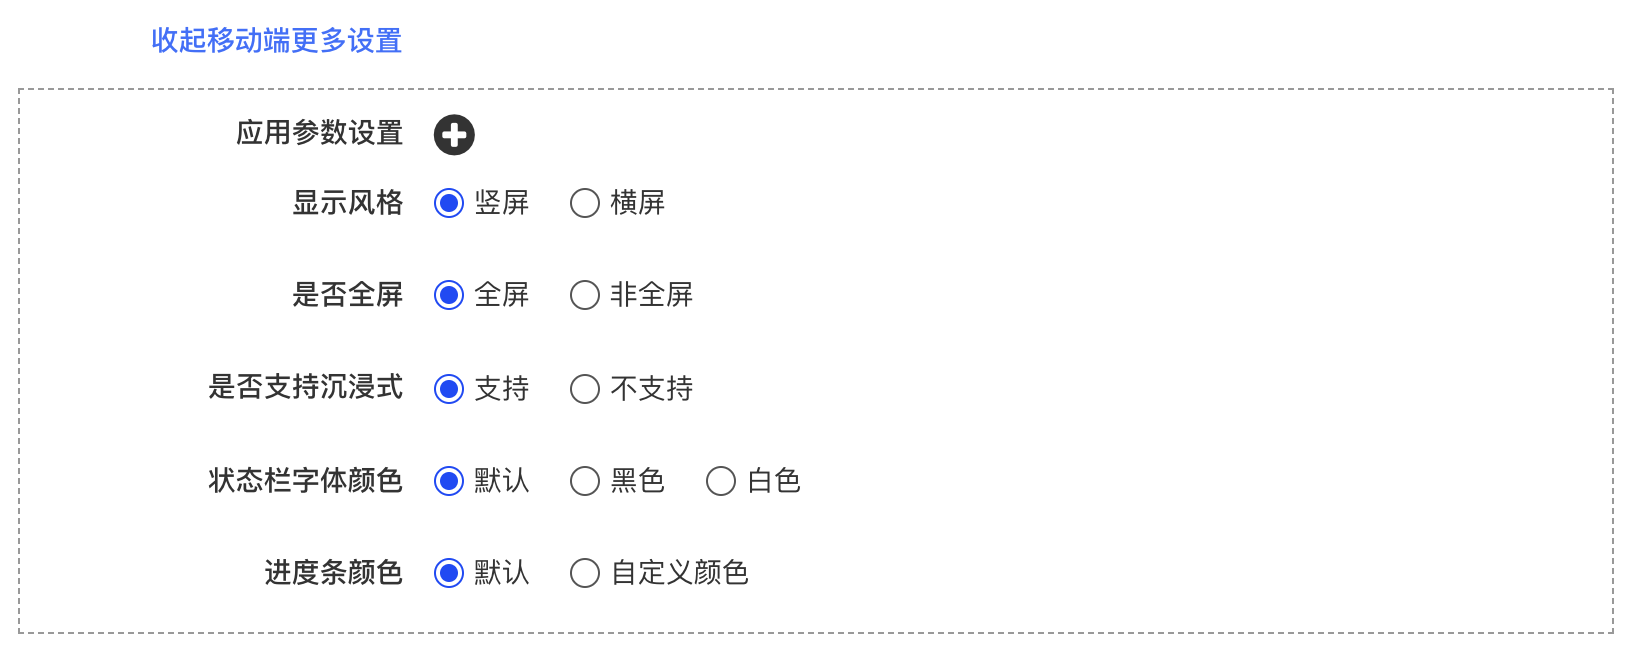 收起移动端更多设置
应用参数设置
显示风格 竖屏 横屏
是否全屏 全屏 非全屏
是否支持沉浸式 支持 不支持
状态栏字体颜色 默认 黑色 白色
进度条颜色 默认 自定义颜色